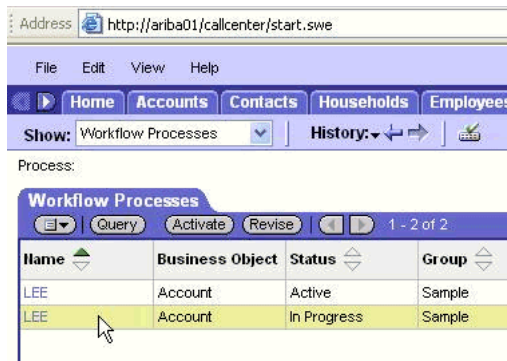 Address http://ariba01/callcenter/start.swe
File Edit View Help
Home Accounts Contacts Households Employees
Show: Workflow Processes History:
Process:
Workflow Processes
Query Activate Revise 1 - 2 of 2
Name Business Object Status Group
LEE Account Active Sample
LEE Account In Progress Sample